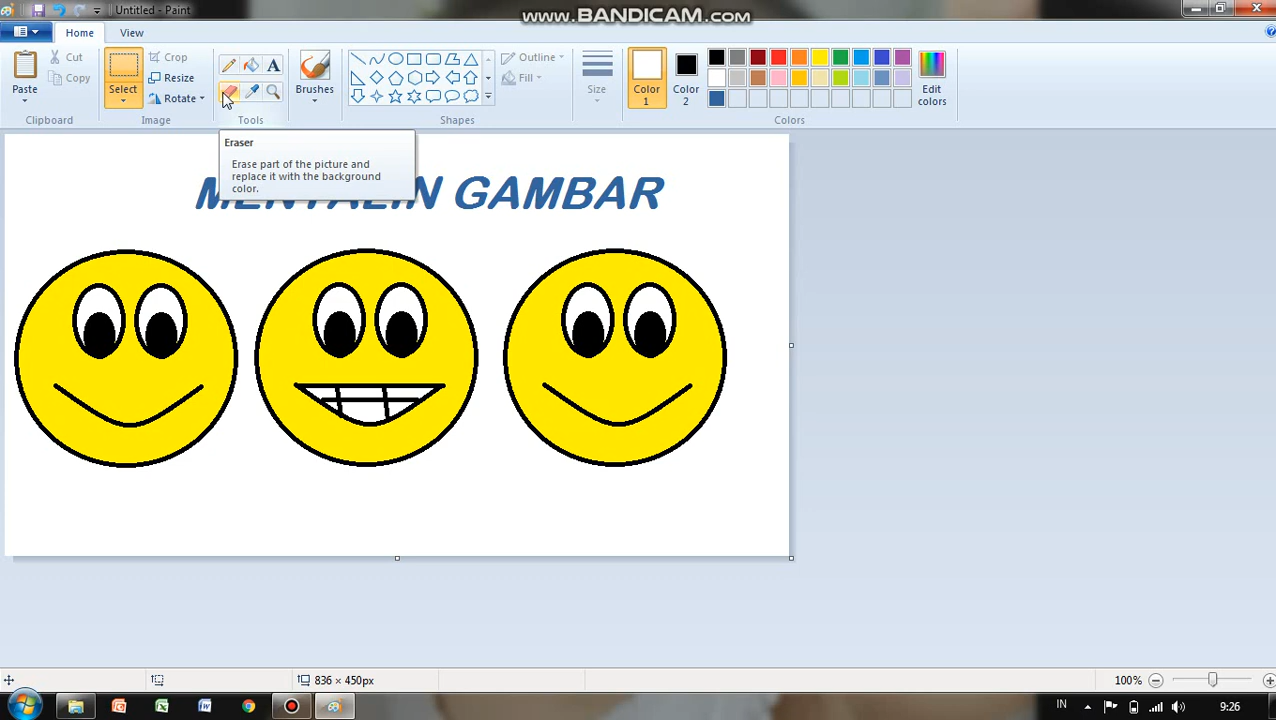 Untitled - Paint
www.BANDICAM.com
Home View
Paste
Cut
Copy
Clipboard
Select
Crop
Resize
Rotate
Image
A
Tools
Brushes
Outline
Fill
Shapes
Size
Color 1
Color 2
Edit colors
Colors
Eraser
Erase part of the picture and
replace it with the background
color.
GAMBAR
836 × 450px
100%
IN
9:26